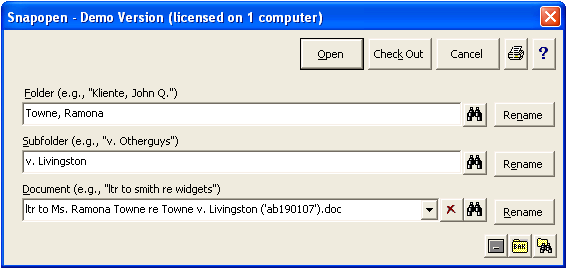 Snapopen - Demo Version (licensed on 1 computer)
Open Check Out Cancel ?
Folder (e.g., "Kliente, John Q.")
Towne, Ramona Rename
Subfolder (e.g., "v. Otherguys")
v. Livingston Rename
Document (e.g., "ltr to smith re widgets")
ltr to Ms. Ramona Towne re Towne v. Livingston ('ab190107').doc Rename
BAK